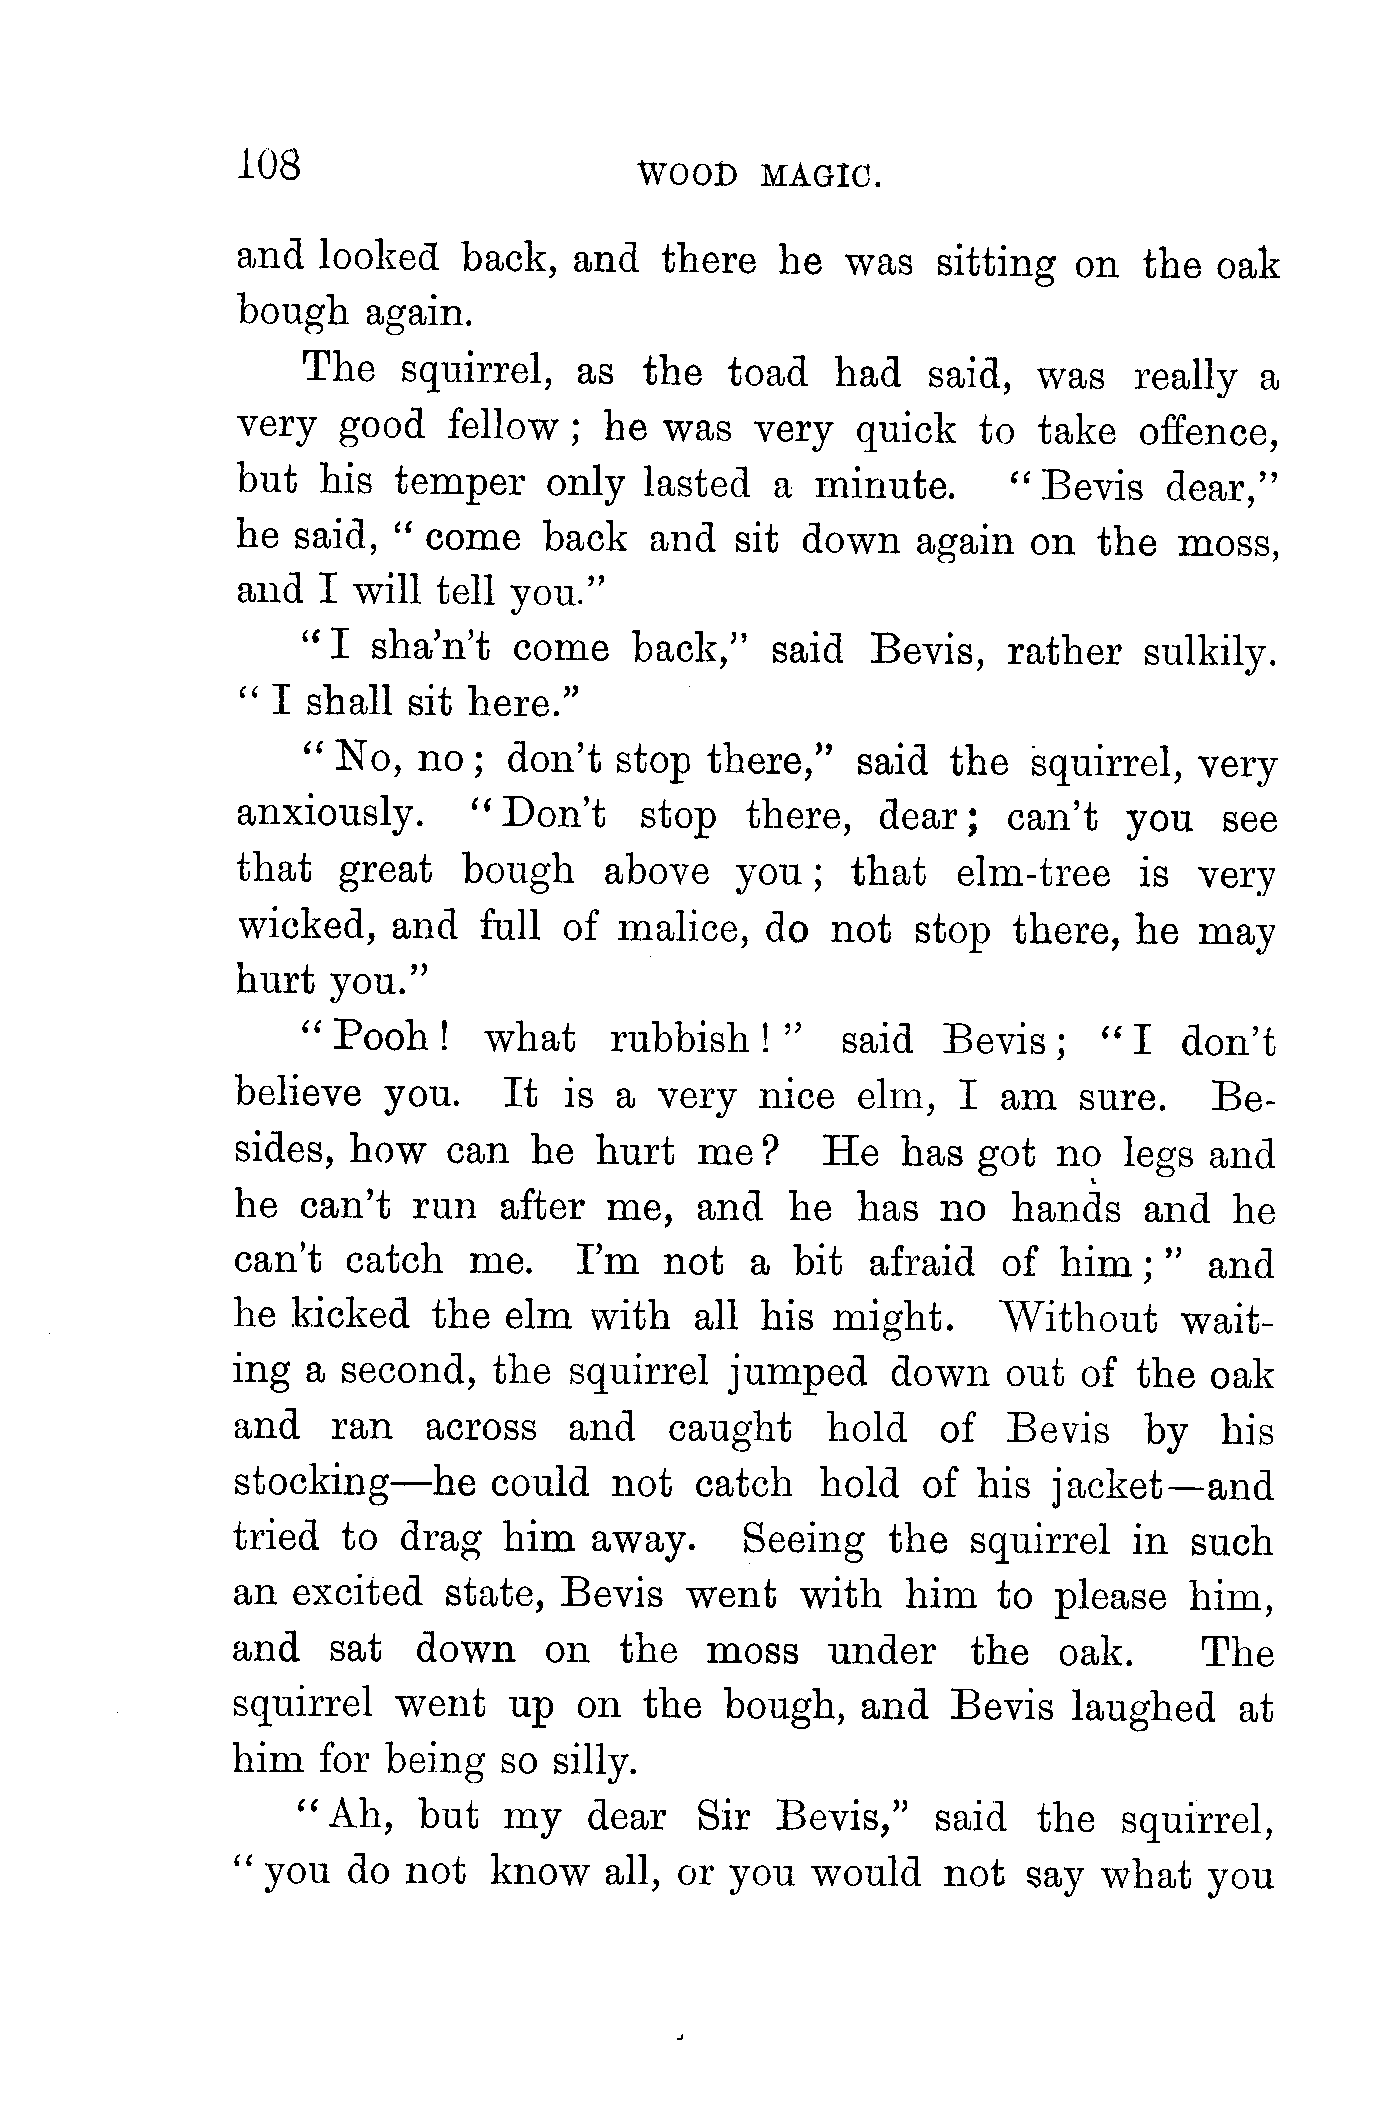 108
WOOD MAGIC.
and looked back, and there he was sitting on the oak
bough again.
The squirrel, as the toad had said, was really a
very good fellow; he was very quick to take offence,
but his temper only lasted a minute. "Bevis dear,"
he said, "come back and sit down again on the moss,
and I will tell you."
"I sha'n't come back," said Bevis, rather sulkily.
"I shall sit here."
"No, no; don't stop there," said the squirrel, very
anxiously. "Don't stop there, dear; can't you see
that great bough above you; that elm-tree is very
wicked, and full of malice, do not stop there, he may
hurt you."
"Pooh! what rubbish!" said Bevis; "I don't
believe you. It is a very nice elm, I am sure. Be-
sides, how can he hurt me? He has got no legs and
he can't run after me, and he has no hands and he
can't catch me. I'm not a bit afraid of him;" and
he kicked the elm with all his might. Without wait-
ing a second, the squirrel jumped down out of the oak
and ran across and caught hold of Bevis by his
stocking—he could not catch hold of his jacket—and
tried to drag him away. Seeing the squirrel in such
an excited state, Bevis went with him to please him,
and sat down on the moss under the oak. The
squirrel went up on the bough, and Bevis laughed at
him for being so silly.
"Ah, but my dear Sir Bevis," said the squirrel,
"you do not know all, or you would not say what you